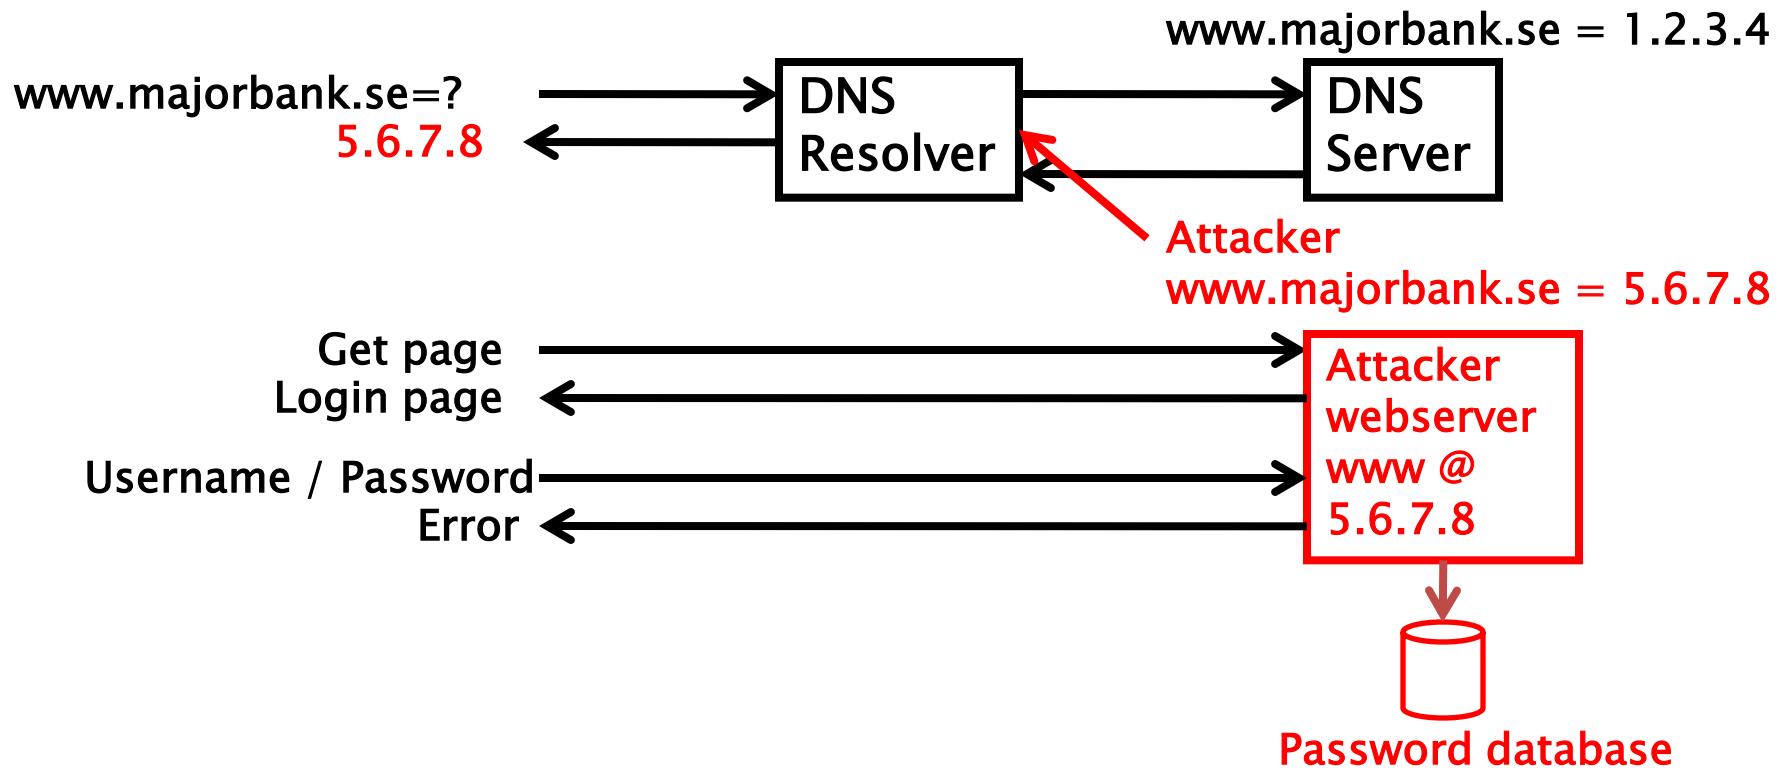 www.majorbank.se = 1.2.3.4
www.majorbank.se=?
5.6.7.8
DNS
Resolver
DNS
Server
Attacker
www.majorbank.se = 5.6.7.8
Get page
Login page
Username / Password
Error
Attacker
webserver
www @
5.6.7.8
Password database